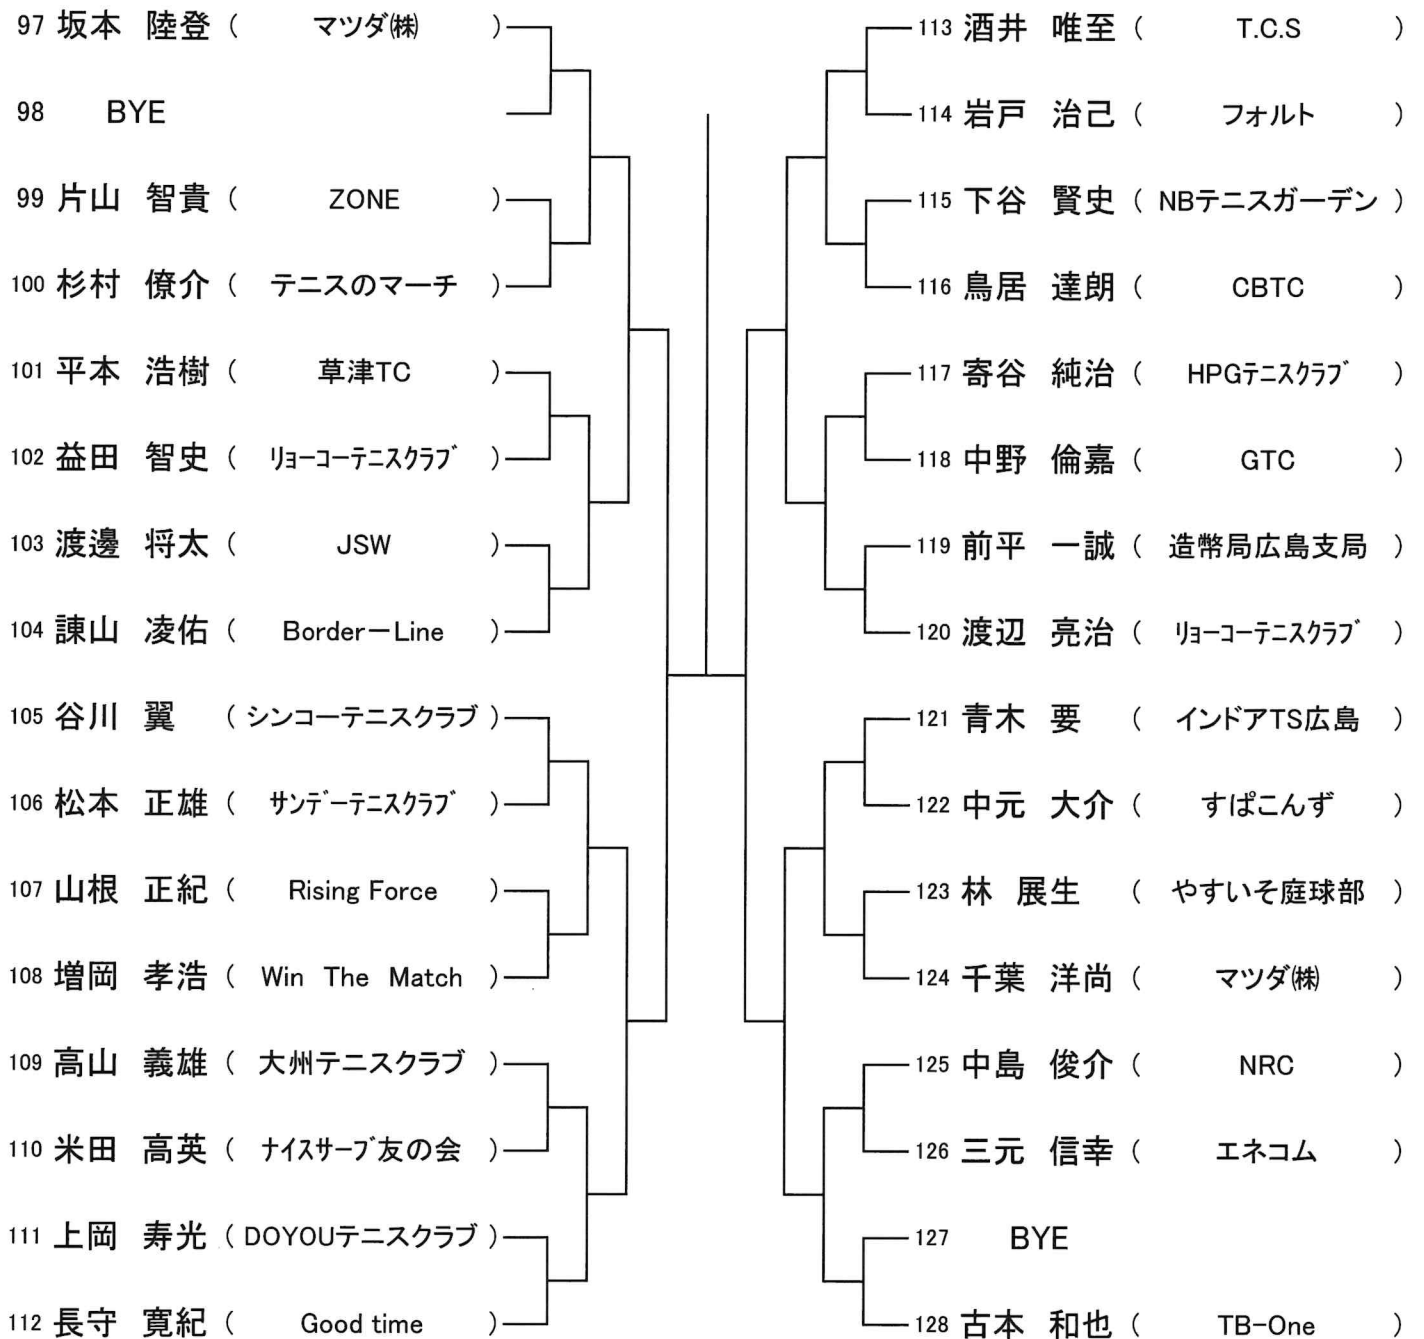 97 坂本 陸登 ( マツダ㈱ )
98 BYE
99 片山 智貴 ( ZONE )
100 杉村 僚介 ( テニスのマーチ )
101 平本 浩樹 ( 草津TC )
102 益田 智史 ( ﾘｮｰｺｰﾃﾆｽｸﾗﾌﾞ )
103 渡邊 将太 ( JSW )
104 諌山 凌佑 ( Border－Line )
105 谷川 翼 ( シンコーテニスクラブ )
106 松本 正雄 ( ｻﾝﾃﾞｰﾃﾆｽｸﾗﾌﾞ )
107 山根 正紀 ( Rising Force )
108 増岡 孝浩 ( Win The Match )
109 高山 義雄 ( 大州テニスクラブ )
110 米田 高英 ( ﾅｲｽｻｰﾌﾞ友の会 )
111 上岡 寿光 ( DOYOUテニスクラブ )
112 長守 寛紀 ( Good time )
113 酒井 唯至 ( T.C.S )
114 岩戸 治己 ( フォルト )
115 下谷 賢史 ( NBテニスガーデン )
116 鳥居 達朗 ( CBTC )
117 寄谷 純治 ( HPGﾃﾆｽｸﾗﾌﾞ )
118 中野 倫嘉 ( GTC )
119 前平 一誠 ( 造幣局広島支局 )
120 渡辺 亮治 ( ﾘｮｰｺｰﾃﾆｽｸﾗﾌﾞ )
121 青木 要 ( インドアTS広島 )
122 中元 大介 ( すぱこんず )
123 林 展生 ( やすいそ庭球部 )
124 千葉 洋尚 ( マツダ㈱ )
125 中島 俊介 ( NRC )
126 三元 信幸 ( エネコム )
127 BYE
128 古本 和也 ( TB-One )